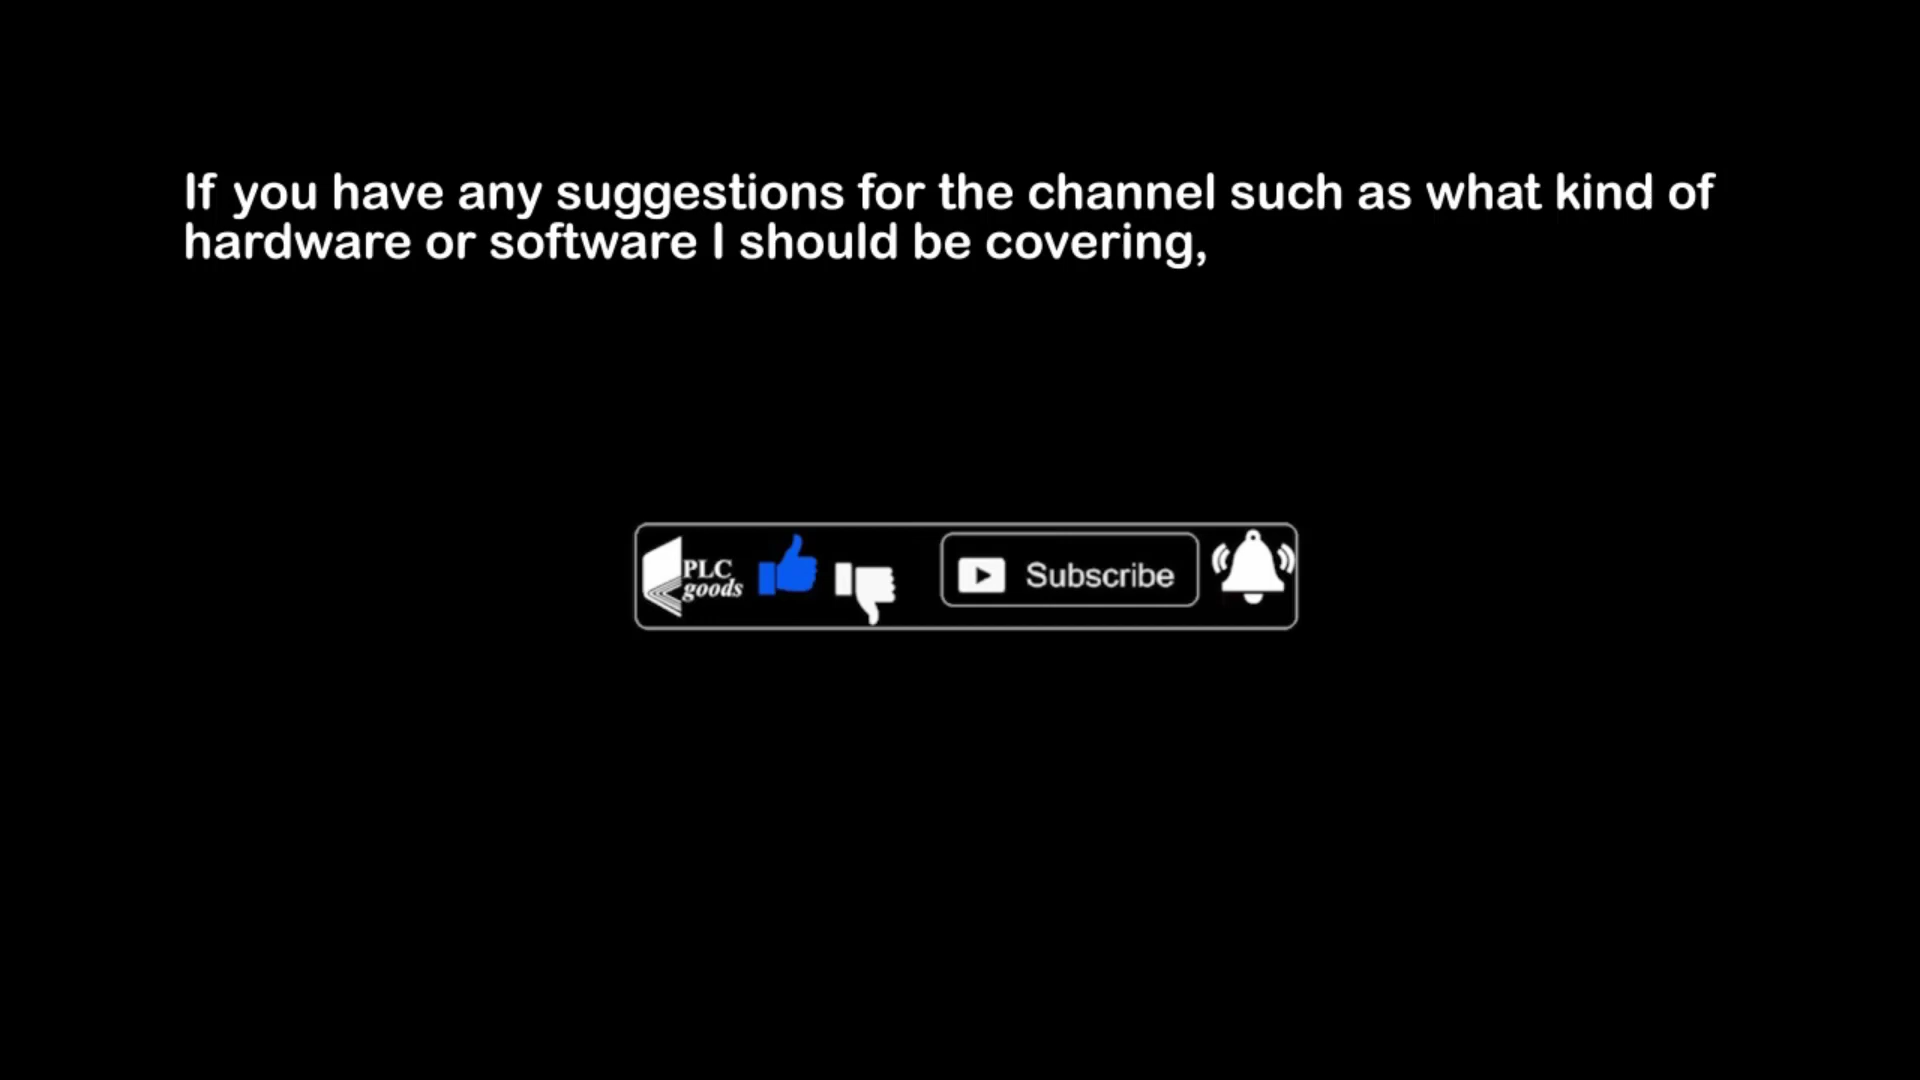 If you have any suggestions for the channel such as what kind of
hardware or software I should be covering,
PLC
goods
Subscribe